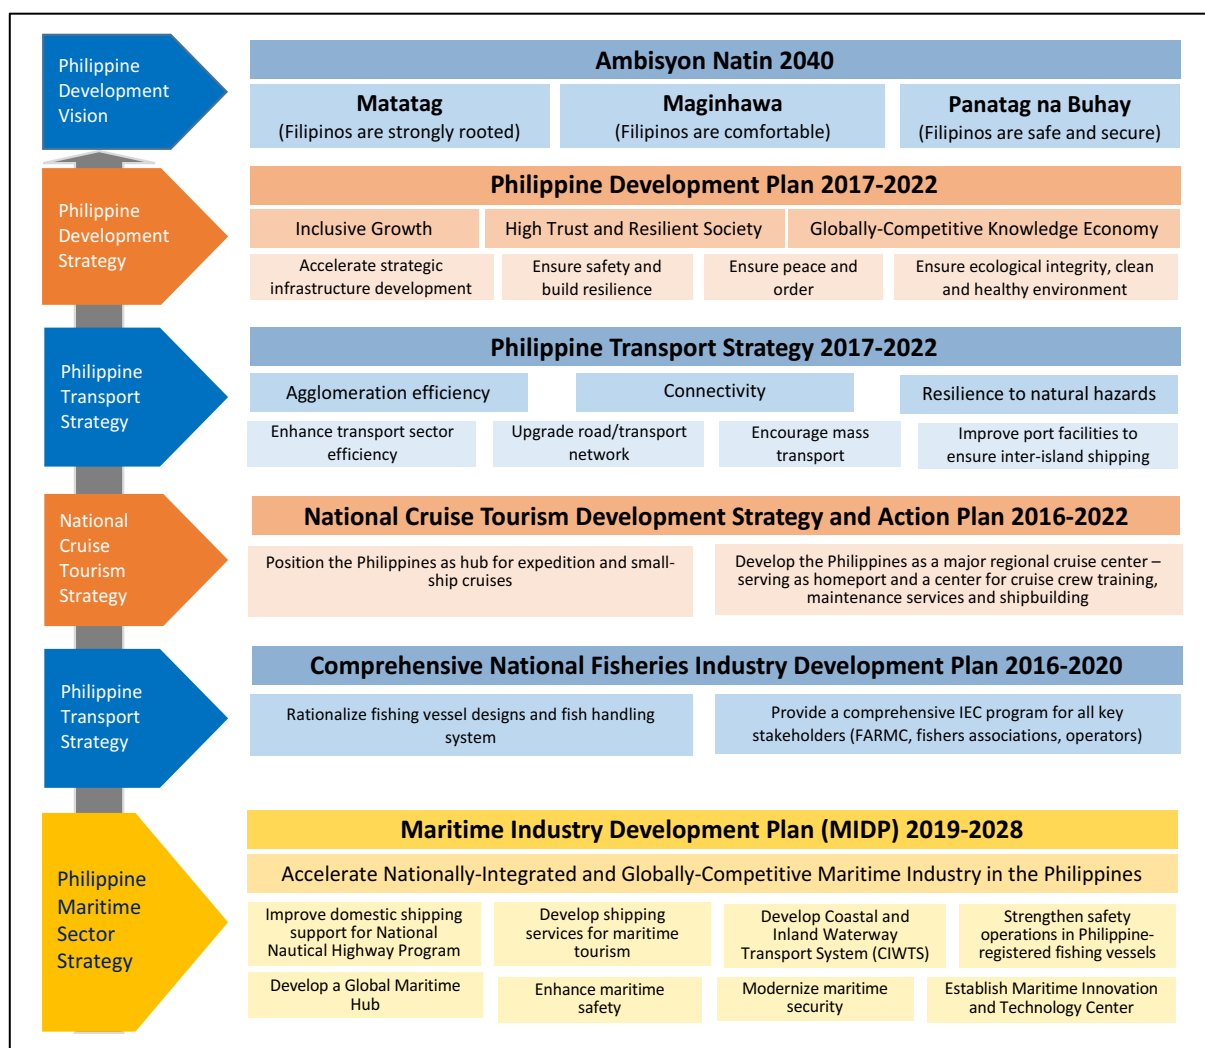 Philippine
Development
Vision
Ambisyon Natin 2040
Matatag
(Filipinos are strongly rooted)
Maginhawa
(Filipinos are comfortable)
Panatag na Buhay
(Filipinos are safe and secure)
Philippine
Development
Strategy
Philippine Development Plan 2017-2022
Inclusive Growth
High Trust and Resilient Society
Globally-Competitive Knowledge Economy
Accelerate strategic
infrastructure development
Ensure safety and
build resilience
Ensure peace and
order
Ensure ecological integrity, clean
and healthy environment
Philippine
Transport
Strategy
Philippine Transport Strategy 2017-2022
Agglomeration efficiency
Connectivity
Resilience to natural hazards
Enhance transport sector
efficiency
Upgrade road/transport
network
Encourage mass
transport
Improve port facilities to
ensure inter-island shipping
National
Cruise
Tourism
Strategy
National Cruise Tourism Development Strategy and Action Plan 2016-2022
Position the Philippines as hub for expedition and small-
ship cruises
Develop the Philippines as a major regional cruise center –
serving as homeport and a center for cruise crew training,
maintenance services and shipbuilding
Philippine
Transport
Strategy
Comprehensive National Fisheries Industry Development Plan 2016-2020
Rationalize fishing vessel designs and fish handling
system
Provide a comprehensive IEC program for all key
stakeholders (FARMC, fishers associations, operators)
Philippine
Maritime
Sector
Strategy
Maritime Industry Development Plan (MIDP) 2019-2028
Accelerate Nationally-Integrated and Globally-Competitive Maritime Industry in the Philippines
Improve domestic shipping
support for National
Nautical Highway Program
Develop shipping
services for maritime
tourism
Develop Coastal and
Inland Waterway
Transport System (CIWTS)
Strengthen safety
operations in Philippine-
registered fishing vessels
Develop a Global Maritime
Hub
Enhance maritime
safety
Modernize maritime
security
Establish Maritime Innovation
and Technology Center